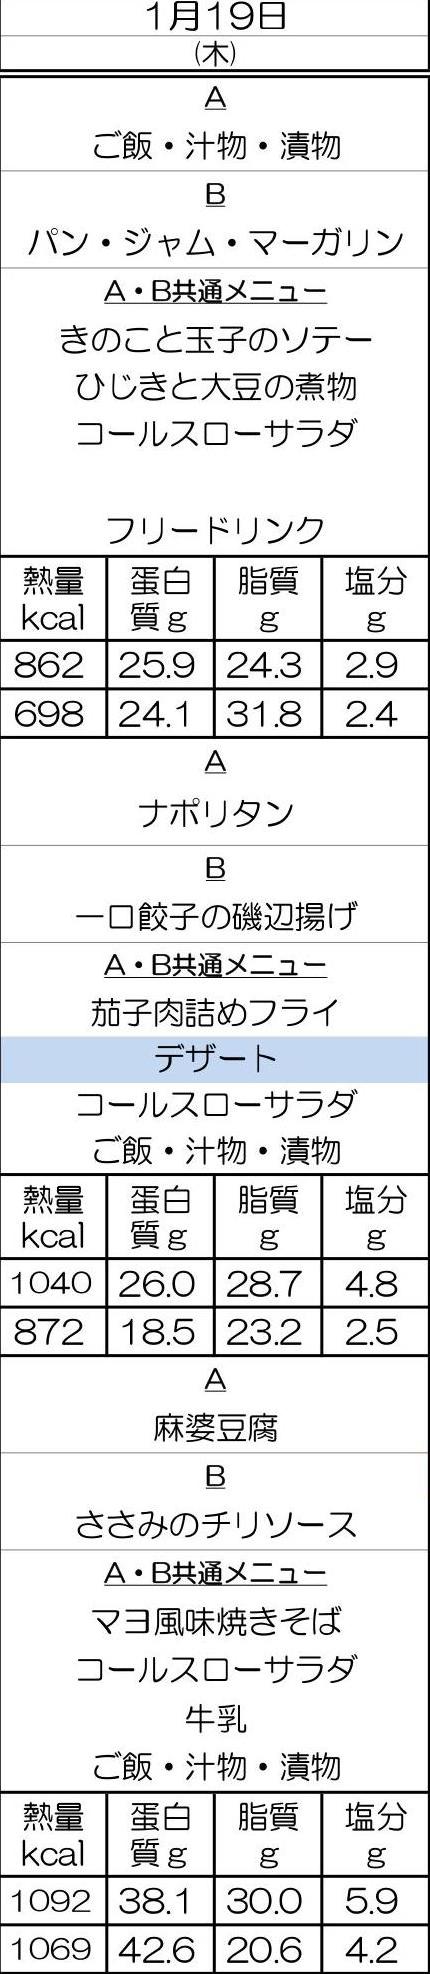 1月19日
(木)
A
ご飯・汁物・漬物
B
パン・ジャム・マーガリン
A・B共通メニュー
きのこと玉子のソテー
ひじきと大豆の煮物
コールスローサラダ
フリードリンク
熱量 蛋白 脂質 塩分
kcal 質g g g
862 25.9 24.3 2.9
698 24.1 31.8 2.4
A
ナポリタン
B
一口餃子の磯辺揚げ
A・B共通メニュー
茄子肉詰めフライ
デザート
コールスローサラダ
ご飯・汁物・漬物
熱量 蛋白 脂質 塩分
kcal 質g g g
1040 26.0 28.7 4.8
872 18.5 23.2 2.5
A
麻婆豆腐
B
ささみのチリソース
A・B共通メニュー
マヨ風味焼きそば
コールスローサラダ
牛乳
ご飯・汁物・漬物
熱量 蛋白 脂質 塩分
kcal 質g g g
1092 38.1 30.0 5.9
1069 42.6 20.6 4.2